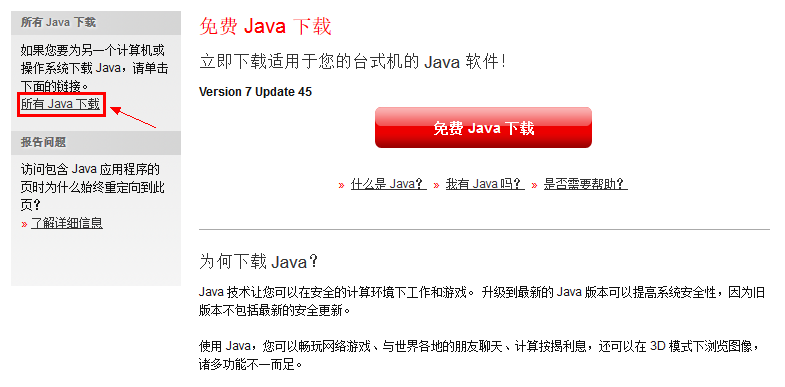 所有 Java 下载
如果您要为另一个计算机或
操作系统下载 Java，请单击
下面的链接。
所有 Java 下载
报告问题
访问包含 Java 应用程序的
页时为什么始终重定向到此
页？
» 了解详细信息
免费 Java 下载
立即下载适用于您的台式机的 Java 软件！
Version 7 Update 45
免费 Java 下载
» 什么是 Java？ » 我有 Java 吗？ » 是否需要帮助？
为何下载 Java？
Java 技术让您可以在安全的计算环境下工作和游戏。 升级到最新的 Java 版本可以提高系统安全性，因为旧
版本不包括最新的安全更新。
使用 Java，您可以畅玩网络游戏、与世界各地的朋友聊天、计算按揭利息，还可以在 3D 模式下浏览图像，
诸多功能不一而足。